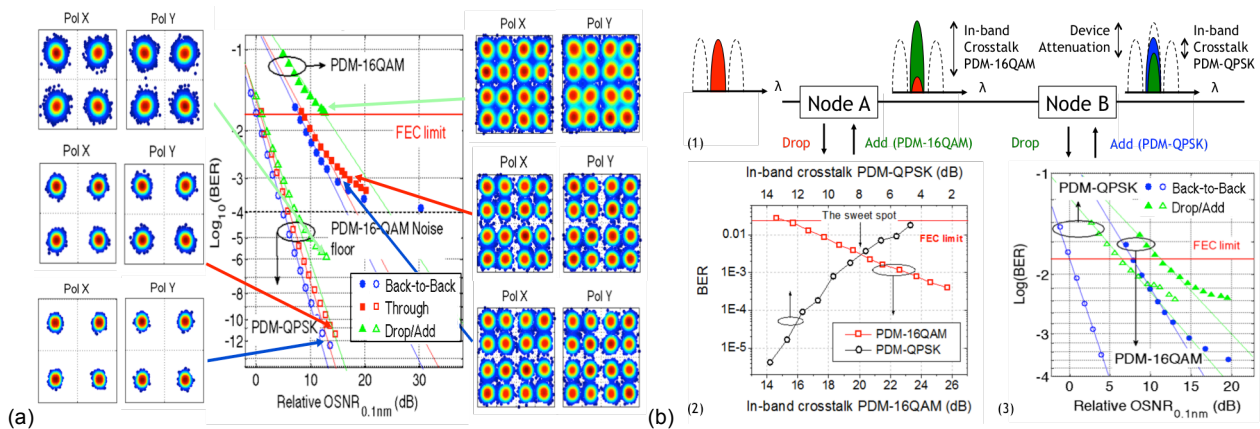 Pol X
Pol Y
Pol X
Pol Y
Pol X
Pol Y
(a)
Log10(BER)
-1
-2
-3
-4
-5
-6
-8
-10
-12
PDM-16QAM
FEC limit
PDM-16-QAM Noise
floor
Back-to-Back
Through
Drop/Add
PDM-QPSK
0
10
20
30
Relative OSNR0.1nm (dB)
Pol X
Pol Y
Pol X
Pol Y
Pol X
Pol Y
(b)
λ
(1)
Node A
Drop
Add (PDM-16QAM)
In-band
Crosstalk
PDM-16QAM
λ
Node B
Drop
Add (PDM-QPSK)
Device
Attenuation
In-band
Crosstalk
PDM-QPSK
λ
In-band crosstalk PDM-QPSK (dB)
14
12
10
8
6
4
2
The sweet spot
FEC limit
BER
0.01
1E-3
1E-4
1E-5
PDM-16QAM
PDM-QPSK
14
16
18
20
22
24
26
(2)
In-band crosstalk PDM-16QAM (dB)
-1
-2
-3
-4
Log(BER)
PDM-QPSK
Back-to-Back
Drop/Add
FEC limit
PDM-16QAM
0
5
10
15
20
(3)
Relative OSNR0.1nm (dB)